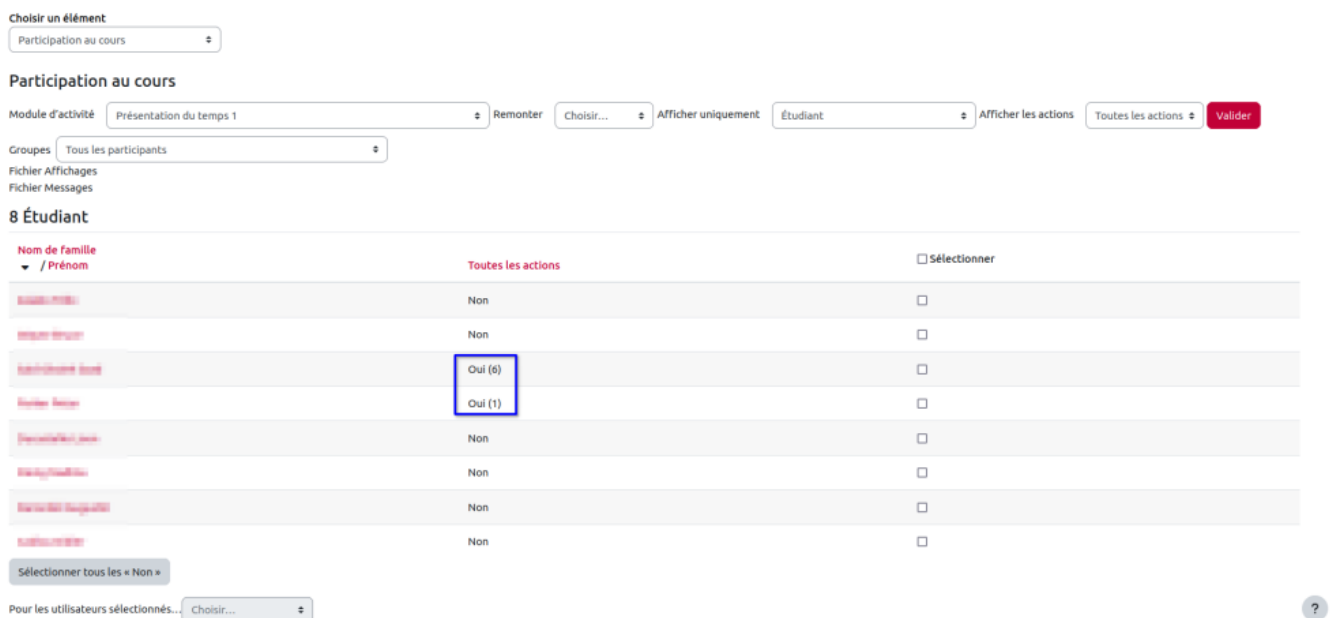 Choisir un élément
Participation au cours
Participation au cours
Module d'activité Présentation du temps 1 Remonter Choisir... Afficher uniquement Étudiant Afficher les actions Toutes les actions Valider
Groupes Tous les participants
Fichier Affichages
Fichier Messages
8 Étudiant
Nom de famille
/ Prénom Toutes les actions Sélectionner
Non
Non
Oui (6)
Oui (1)
Non
Non
Non
Non
Sélectionner tous les « Non »
Pour les utilisateurs sélectionnés... Choisir... ?